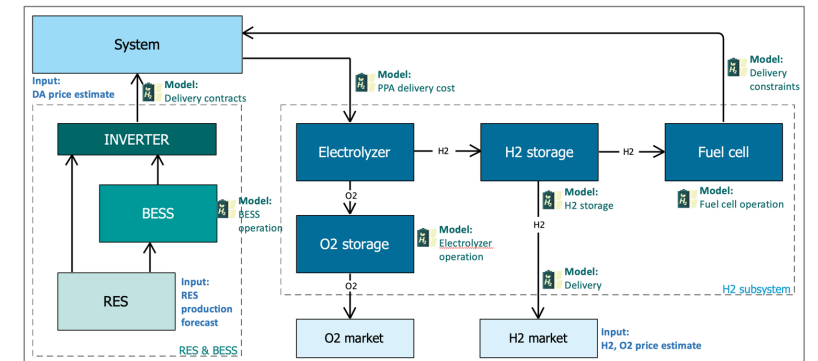 System
Input:
DA price estimate
Model:
Delivery contracts
Model:
PPA delivery cost
Model:
Delivery
constraints
INVERTER
BESS
Model:
BESS
operation
RES
Input:
RES
production
forecast
RES & BESS
Electrolyzer
H2
H2 storage
H2
Fuel cell
O2
Model:
H2 storage
Model:
Fuel cell operation
H2
O2 storage
Model:
Electrolyzer
operation
Model:
Delivery
O2
H2 subsystem
O2 market
H2 market
Input:
H2, O2 price estimate